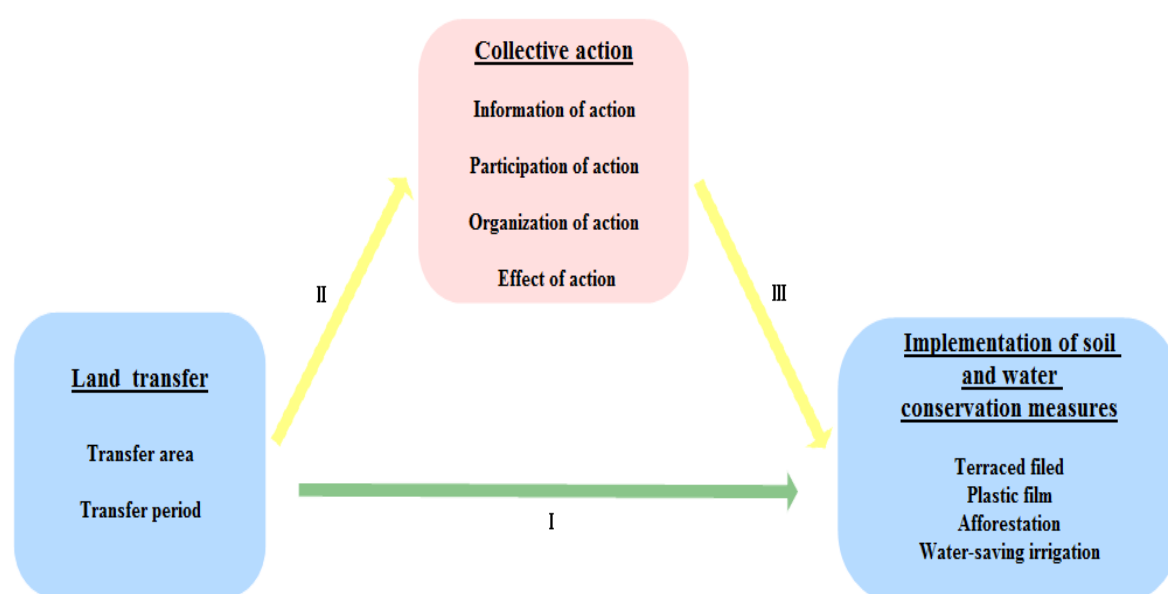 Collective action
Information of action
Participation of action
Organization of action
Effect of action
II
III
Land transfer
Transfer area
Transfer period
Implementation of soil
and water
conservation measures
Terraced filed
Plastic film
Afforestation
Water-saving irrigation
I